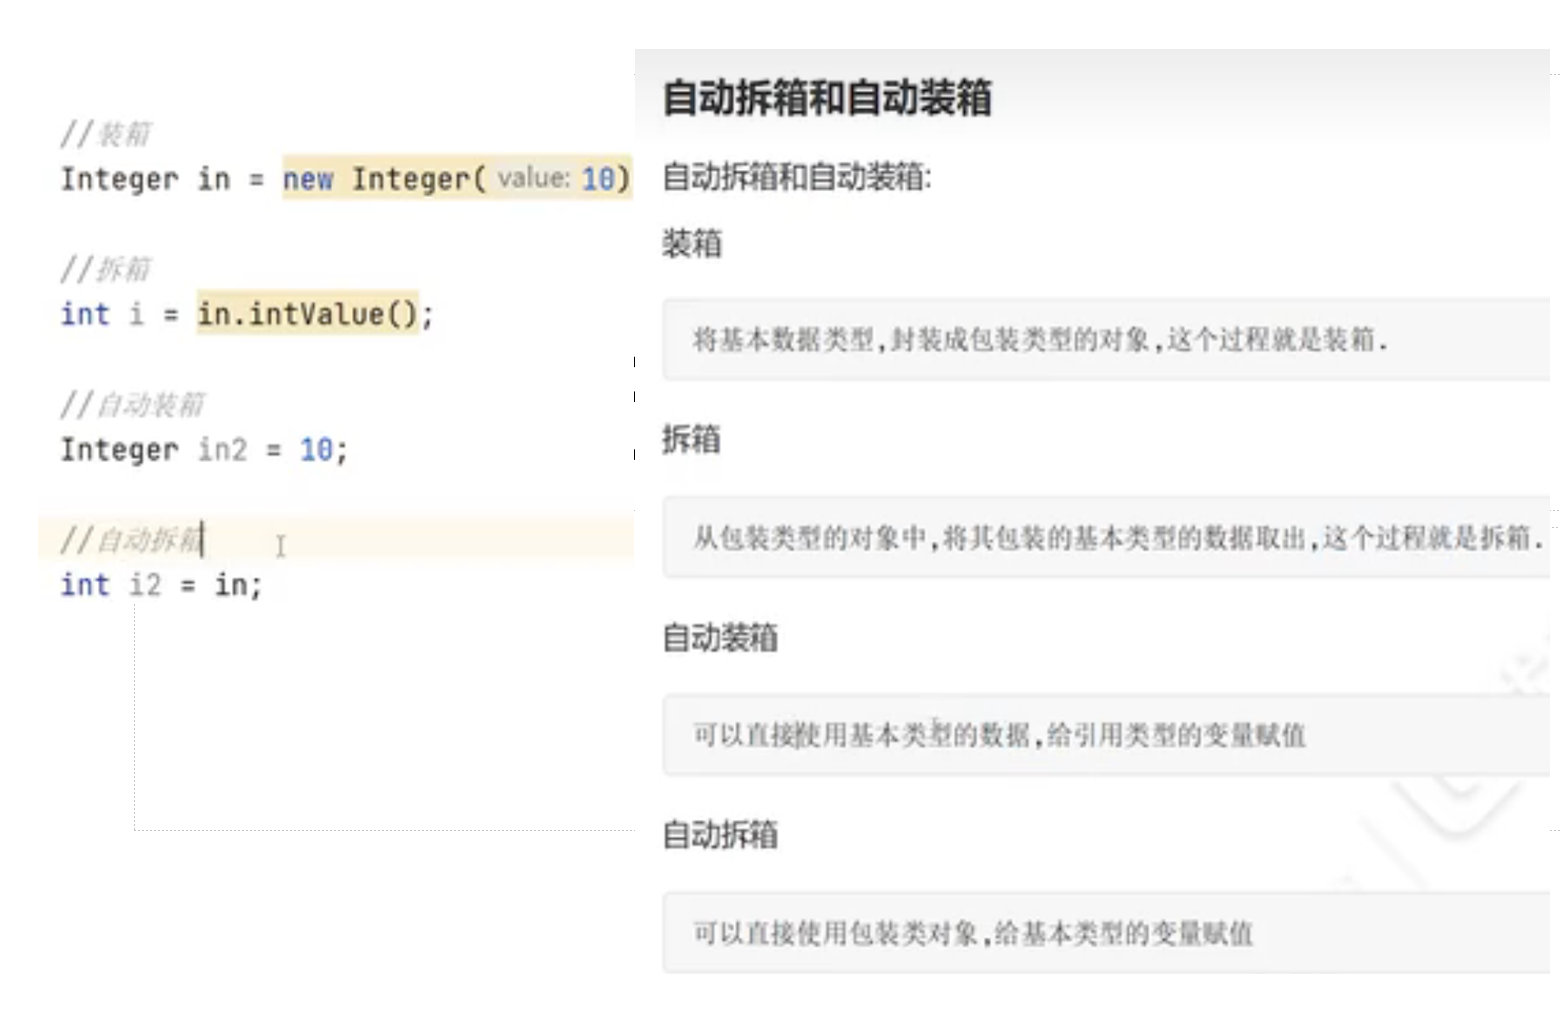 //装箱
Integer in = new Integer( value: 10)
//拆箱
int i = in.intValue();
//自动装箱
Integer in2 = 10;
//自动拆箱
int i2 = in;
自动拆箱和自动装箱
自动拆箱和自动装箱:
装箱
将基本数据类型,封装成包装类型的对象,这个过程就是装箱.
拆箱
从包装类型的对象中,将其包装的基本类型的数据取出,这个过程就是拆箱.
自动装箱
可以直接使用基本类型的数据,给引用类型的变量赋值
自动拆箱
可以直接使用包装类对象,给基本类型的变量赋值